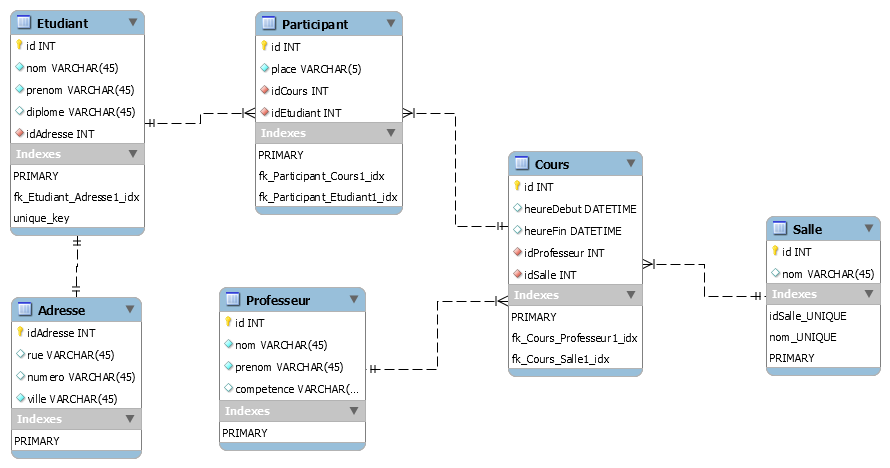 Etudiant
id INT
nom VARCHAR(45)
prenom VARCHAR(45)
diplome VARCHAR(45)
idAdresse INT
Indexes
PRIMARY
fk_Etudiant_Adresse1_idx
unique_key
Participant
id INT
place VARCHAR(5)
idCours INT
idEtudiant INT
Indexes
PRIMARY
fk_Participant_Cours1_idx
fk_Participant_Etudiant1_idx
Cours
id INT
heureDebut DATETIME
heureFin DATETIME
idProfesseur INT
idSalle INT
Indexes
PRIMARY
fk_Cours_Professeur1_idx
fk_Cours_Salle1_idx
Salle
id INT
nom VARCHAR(45)
Indexes
idSalle_UNIQUE
nom_UNIQUE
PRIMARY
Adresse
idAdresse INT
rue VARCHAR(45)
numero VARCHAR(45)
ville VARCHAR(45)
Indexes
PRIMARY
Professeur
id INT
nom VARCHAR(45)
prenom VARCHAR(45)
competence VARCHAR(...
Indexes
PRIMARY